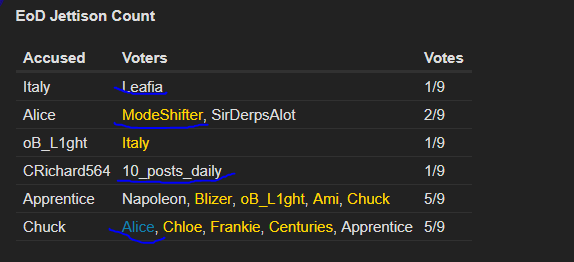 EoD Jettison Count
Accused Voters Votes
Italy Leafia 1/9
Alice ModeShifter, SirDerpsAlot 2/9
oB_L1ght Italy 1/9
CRichard564 10_posts_daily 1/9
Apprentice Napoleon, Blizer, oB_L1ght, Ami, Chuck 5/9
Chuck Alice, Chloe, Frankie, Centuries, Apprentice 5/9